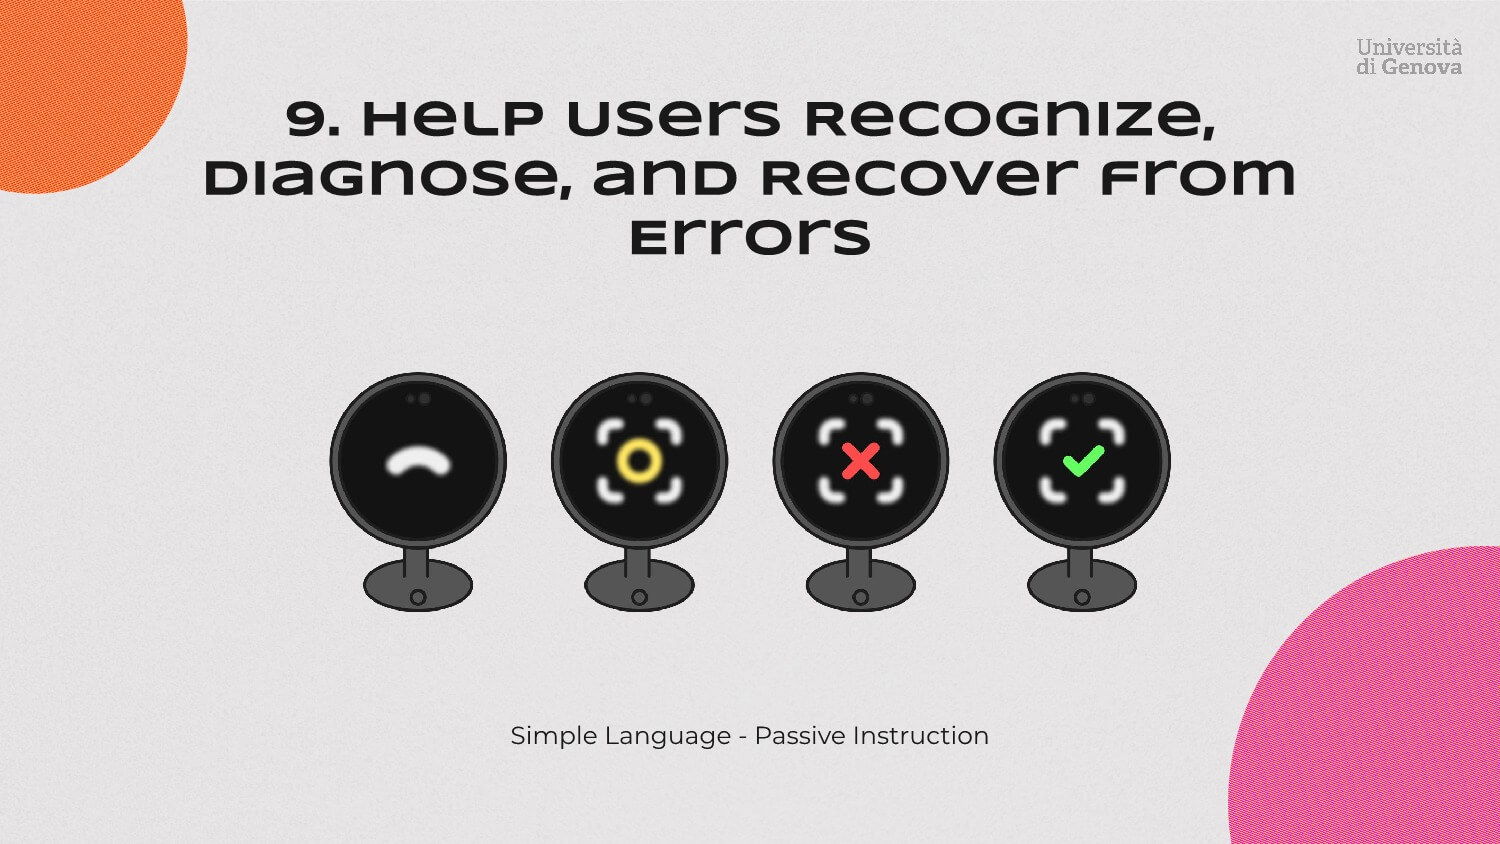 Università
di Genova
9. Help Users Recognize,
Diagnose, and Recover from
Errors
Simple Language - Passive Instruction